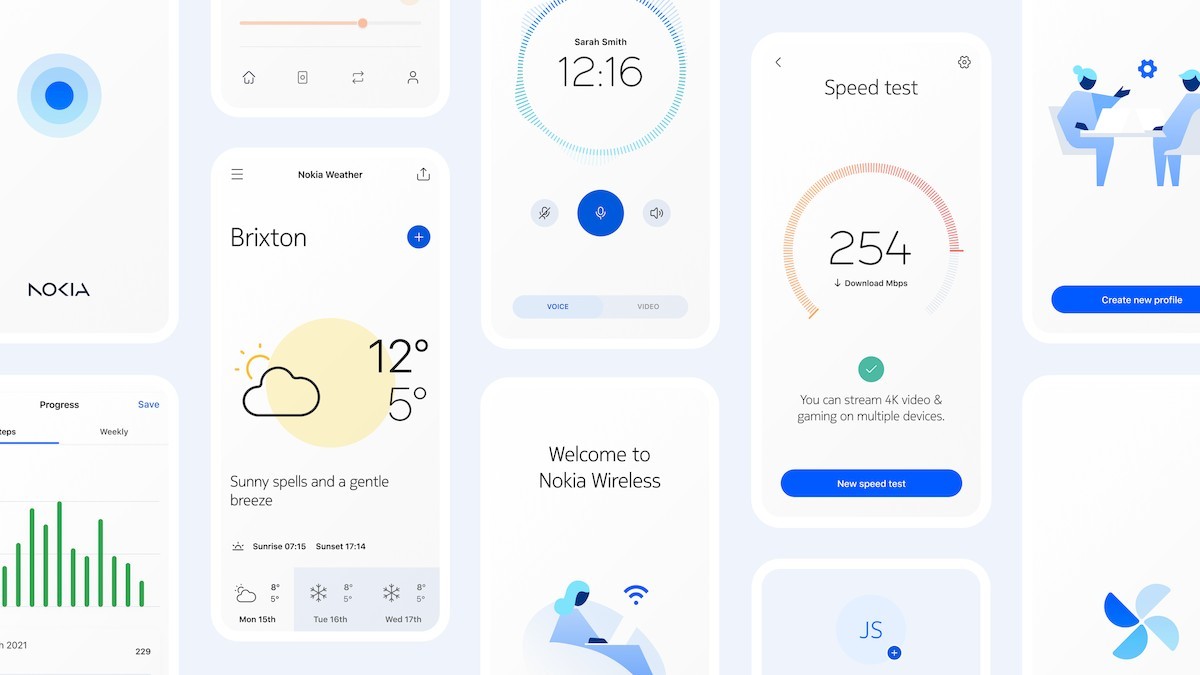 NOKIA
Progress
Save
Weekly
2021
229
Nokia Weather
Brixton
12°
5°
Sunny spells and a gentle
breeze
Sunrise 07:15 Sunset 17:14
8°
5°
Mon 15th
8°
5°
Tue 16th
8°
5°
Wed 17th
Sarah Smith
12:16
VOICE
VIDEO
Welcome to
Nokia Wireless
Speed test
254
Download Mbps
You can stream 4K video &
gaming on multiple devices.
New speed test
JS
Create new profile